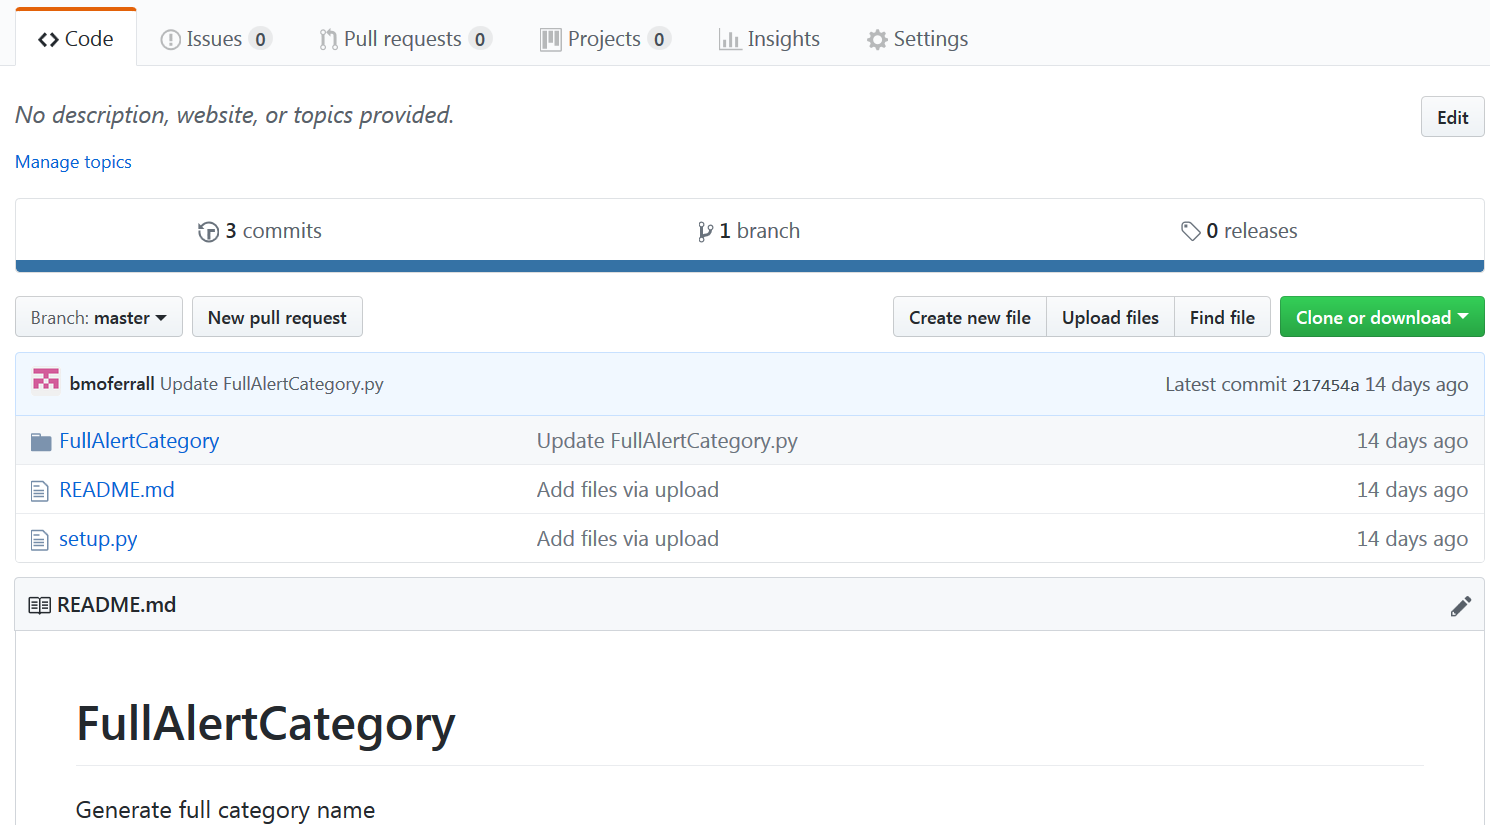 Code Issues 0 Pull requests 0 Projects 0 Insights Settings
No description, website, or topics provided. Edit
Manage topics
3 commits 1 branch 0 releases
Branch: master New pull request Create new file Upload files Find file Clone or download
bmoferrall Update FullAlertCategory.py Latest commit 217454a 14 days ago
FullAlertCategory Update FullAlertCategory.py 14 days ago
README.md Add files via upload 14 days ago
setup.py Add files via upload 14 days ago
README.md
FullAlertCategory
Generate full category name